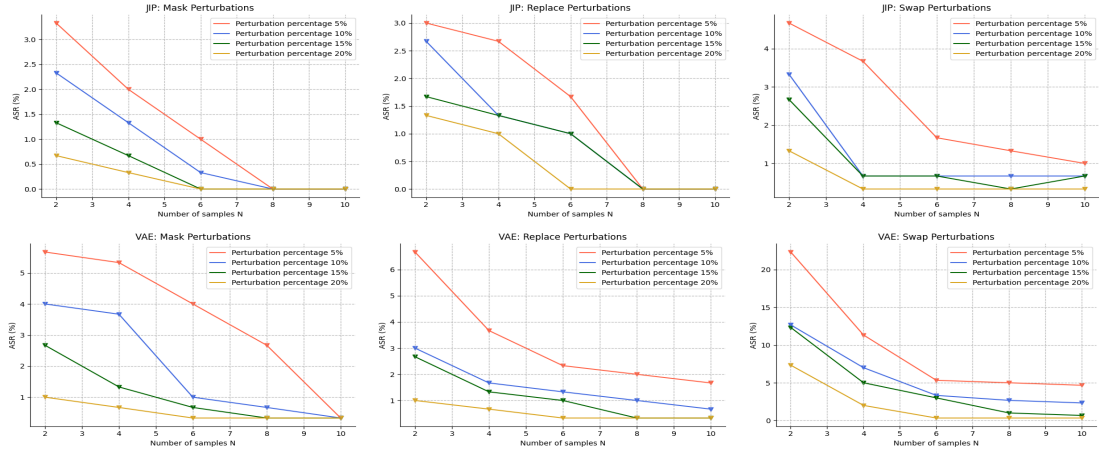 JIP: Mask Perturbations
ASR (%)
3.0
2.5
2.0
1.5
1.0
0.5
0.0
Perturbation percentage 5%
Perturbation percentage 10%
Perturbation percentage 15%
Perturbation percentage 20%
2 3 4 5 6 7 8 9 10
Number of samples N
JIP: Replace Perturbations
ASR (%)
3.0
2.5
2.0
1.5
1.0
0.5
0.0
Perturbation percentage 5%
Perturbation percentage 10%
Perturbation percentage 15%
Perturbation percentage 20%
2 3 4 5 6 7 8 9 10
Number of samples N
JIP: Swap Perturbations
ASR (%)
4
3
2
1
Perturbation percentage 5%
Perturbation percentage 10%
Perturbation percentage 15%
Perturbation percentage 20%
2 3 4 5 6 7 8 9 10
Number of samples N
VAE: Mask Perturbations
ASR (%)
5
4
3
2
1
Perturbation percentage 5%
Perturbation percentage 10%
Perturbation percentage 15%
Perturbation percentage 20%
2 3 4 5 6 7 8 9 10
Number of samples N
VAE: Replace Perturbations
ASR (%)
6
5
4
3
2
1
Perturbation percentage 5%
Perturbation percentage 10%
Perturbation percentage 15%
Perturbation percentage 20%
2 3 4 5 6 7 8 9 10
Number of samples N
VAE: Swap Perturbations
ASR (%)
20
15
10
5
0
Perturbation percentage 5%
Perturbation percentage 10%
Perturbation percentage 15%
Perturbation percentage 20%
2 3 4 5 6 7 8 9 10
Number of samples N